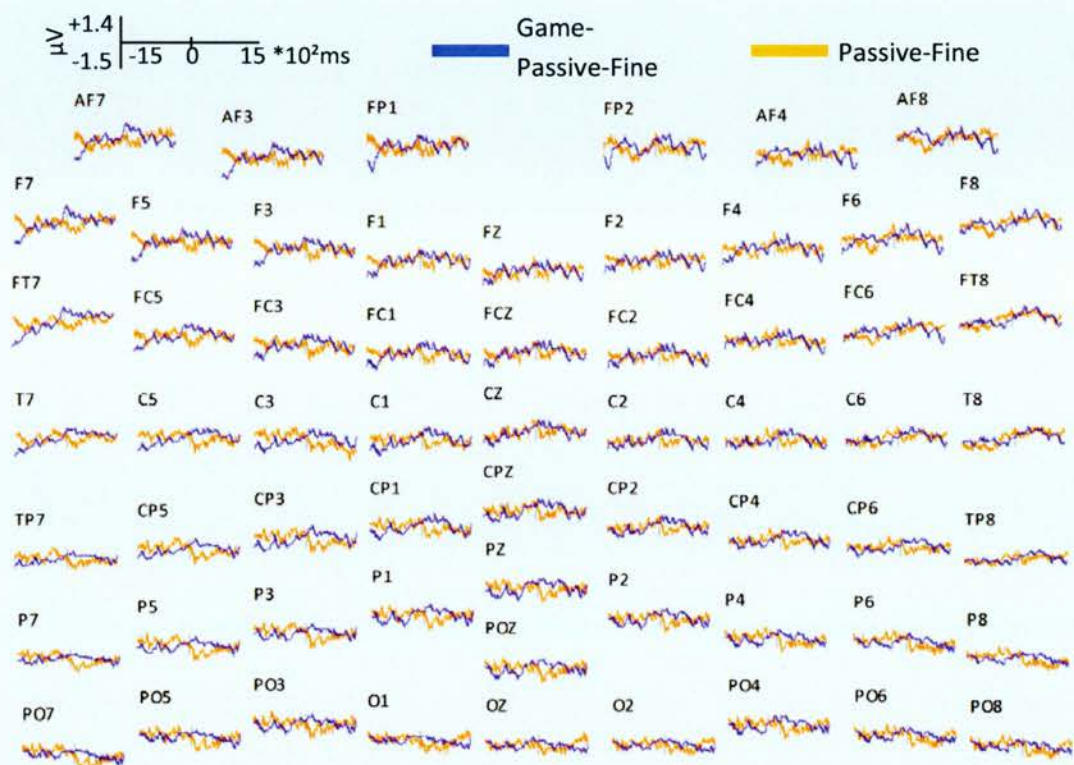 µV +1.4
-1.5
-15 0 15 *10²ms
Game-
Passive-Fine
Passive-Fine
AF7 AF3 FP1 FP2 AF4 AF8
F7 F5 F3 F1 FZ F2 F4 F6 F8
FT7 FC5 FC3 FC1 FCZ FC2 FC4 FC6 FT8
T7 C5 C3 C1 CZ C2 C4 C6 T8
TP7 CP5 CP3 CP1 CPZ CP2 CP4 CP6 TP8
P7 P5 P3 P1 PZ P2 P4 P6 P8
POZ
PO7 PO5 PO3 O1 OZ O2 PO4 PO6 PO8